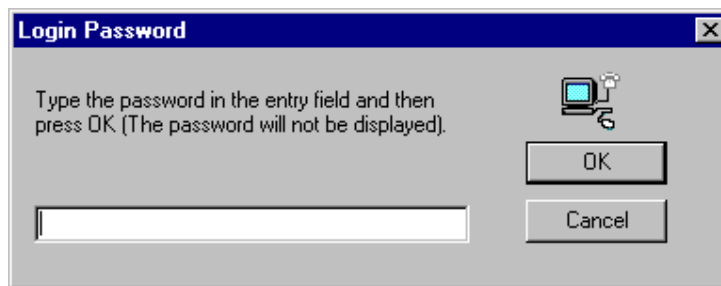 Login Password
Type the password in the entry field and then
press OK (The password will not be displayed).
OK
Cancel